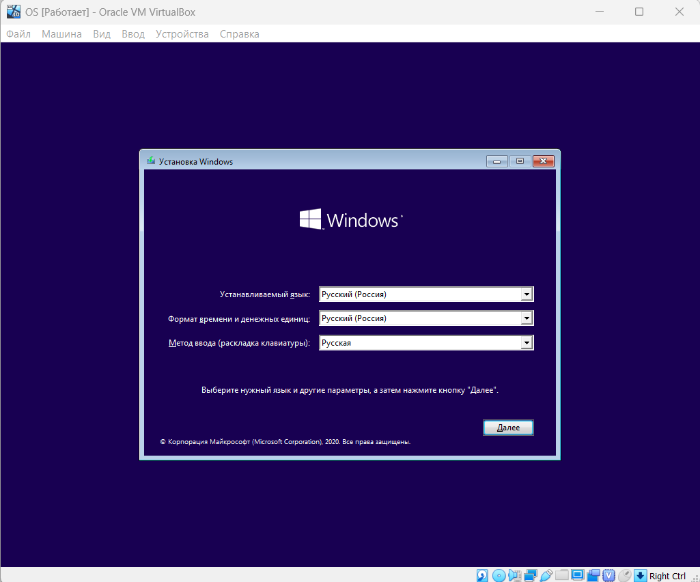 OS [Работает] - Oracle VM VirtualBox
Файл Машина Вид Ввод Устройства Справка
Установка Windows
Windows
Устанавливаемый язык: Русский (Россия)
Формат времени и денежных единиц: Русский (Россия)
Метод ввода (раскладка клавиатуры): Русская
Выберите нужный язык и другие параметры, а затем нажмите кнопку "Далее".
Далее
© Корпорация Майкрософт (Microsoft Corporation), 2020. Все права защищены.
Right Ctrl